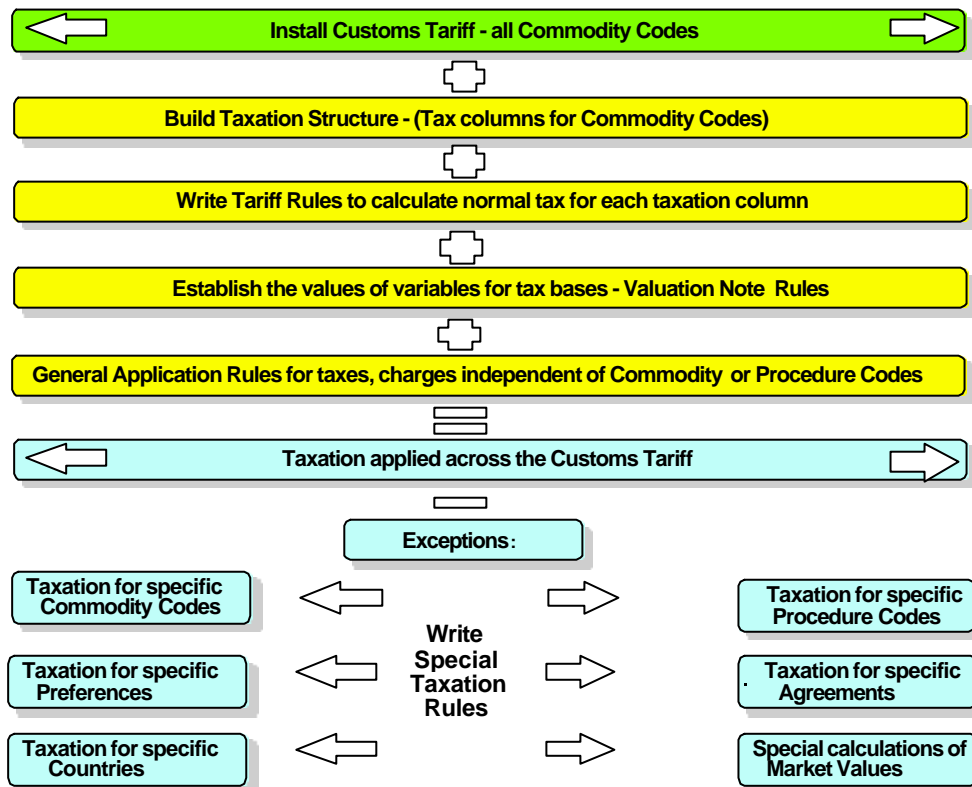 Install Customs Tariff - all Commodity Codes
Build Taxation Structure - (Tax columns for Commodity Codes)
Write Tariff Rules to calculate normal tax for each taxation column
Establish the values of variables for tax bases - Valuation Note Rules
General Application Rules for taxes, charges independent of Commodity or Procedure Codes
Taxation applied across the Customs Tariff
Exceptions:
Taxation for specific
Commodity Codes
Taxation for specific
Preferences
Taxation for specific
Countries
Write
Special
Taxation
Rules
Taxation for specific
Procedure Codes
. Taxation for specific
Agreements
Special calculations of
Market Values